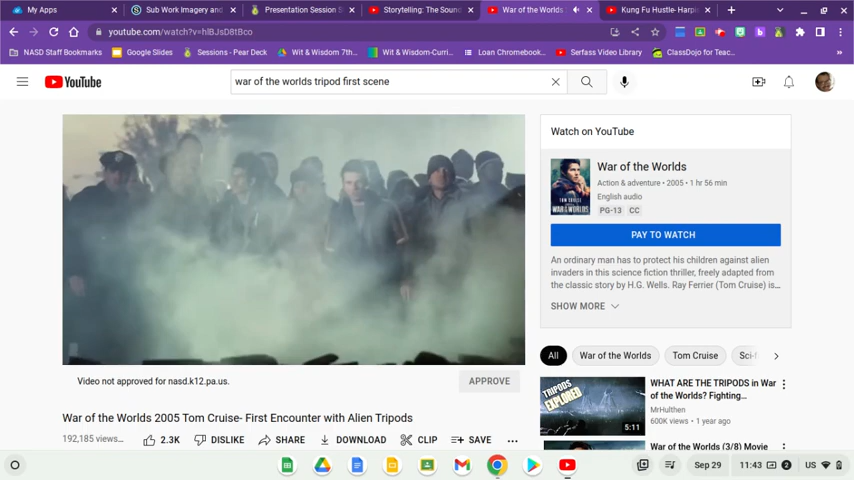 My Apps
Sub Work Imagery and
Presentation Session S
Storytelling: The Sound
War of the Worlds
Kung Fu Hustle- Harpi
youtube.com/watch?v=hlBJsD8tBco
NASD Staff Bookmarks
Google Slides
Sessions - Pear Deck
Wit & Wisdom 7th...
Wit & Wisdom-Curri...
Loan Chromebook...
Serfass Video Library
ClassDojo for Teac...
YouTube
war of the worlds tripod first scene
Watch on YouTube
War of the Worlds
Action & adventure • 2005 • 1 hr 56 min
English audio
PG-13 CC
PAY TO WATCH
An ordinary man has to protect his children against alien
invaders in this science fiction thriller, freely adapted from
the classic story by H.G. Wells. Ray Ferrier (Tom Cruise) is...
SHOW MORE
All
War of the Worlds
Tom Cruise
Sci-f
Video not approved for nasd.k12.pa.us.
APPROVE
War of the Worlds 2005 Tom Cruise- First Encounter with Alien Tripods
192,185 views...
2.3K
DISLIKE
SHARE
DOWNLOAD
CLIP
SAVE
TRIPODS
EXPLORED
5:11
WHAT ARE THE TRIPODS in War
of the Worlds? Fighting...
MrHulthen
600K views • 1 year ago
War of the Worlds (3/8) Movie
Sep 29
11:43
2
US